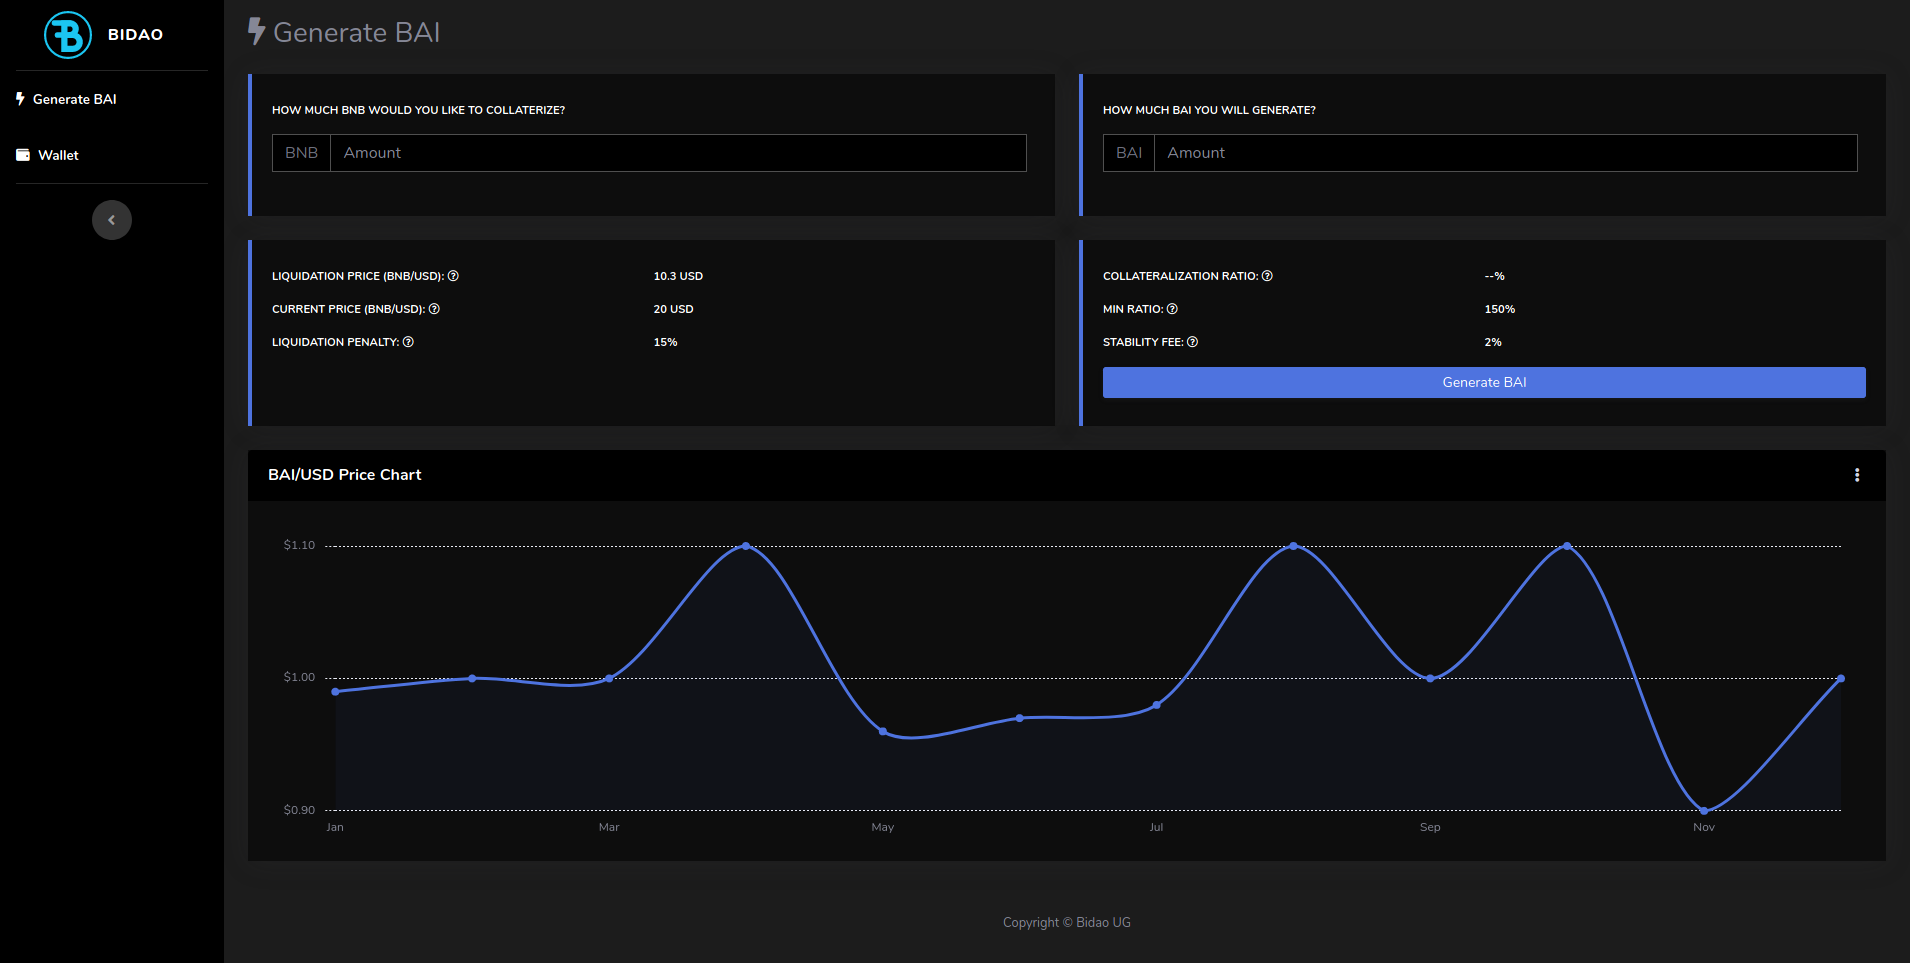 BIDAO
Generate BAI
Wallet
Generate BAI
HOW MUCH BNB WOULD YOU LIKE TO COLLATERIZE?
BNB Amount
HOW MUCH BAI YOU WILL GENERATE?
BAI Amount
LIQUIDATION PRICE (BNB/USD): 10.3 USD
CURRENT PRICE (BNB/USD): 20 USD
LIQUIDATION PENALTY: 15%
COLLATERALIZATION RATIO: --%
MIN RATIO: 150%
STABILITY FEE: 2%
Generate BAI
BAI/USD Price Chart
$1.10
$1.00
$0.90
Jan Mar May Jul Sep Nov
Copyright © Bidao UG